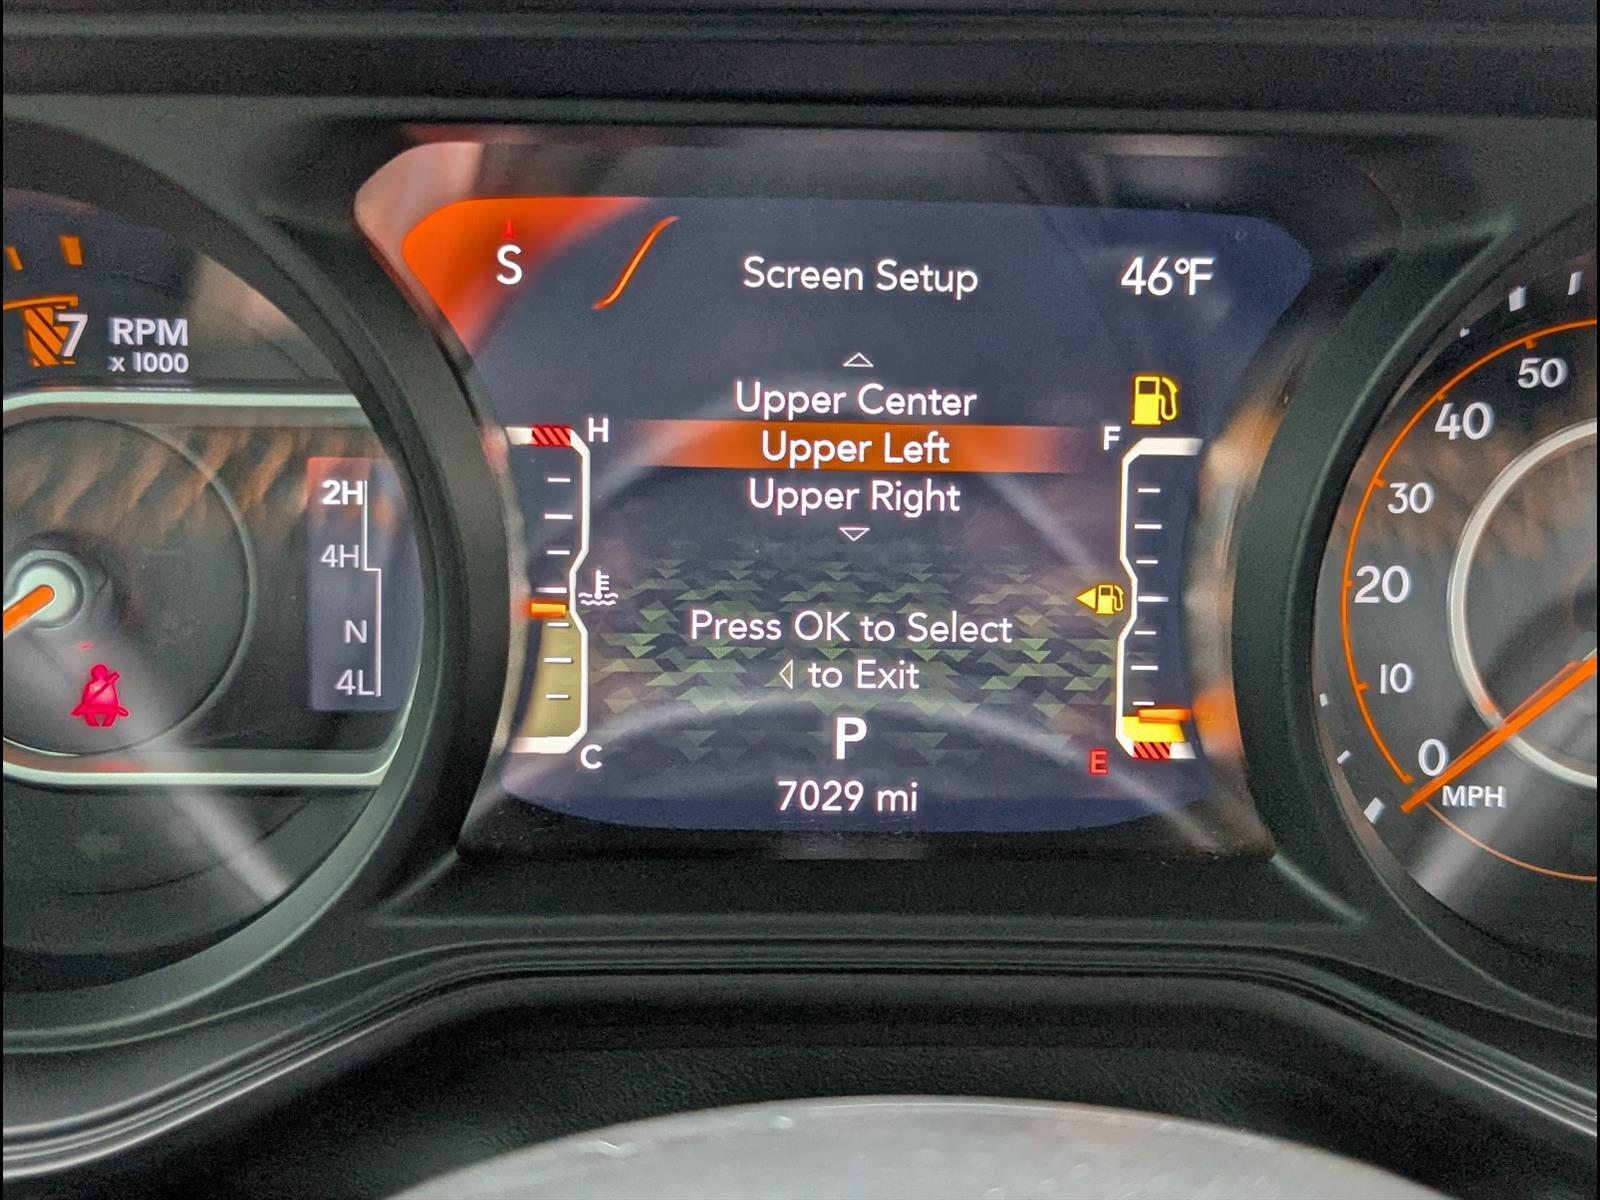 S
Screen Setup
46°F
7
RPM
x 1000
Upper Center
Upper Left
Upper Right
H
F
2H
4H
N
4L
Press OK to Select
to Exit
P
7029 mi
C
E
50
40
30
20
10
0
MPH